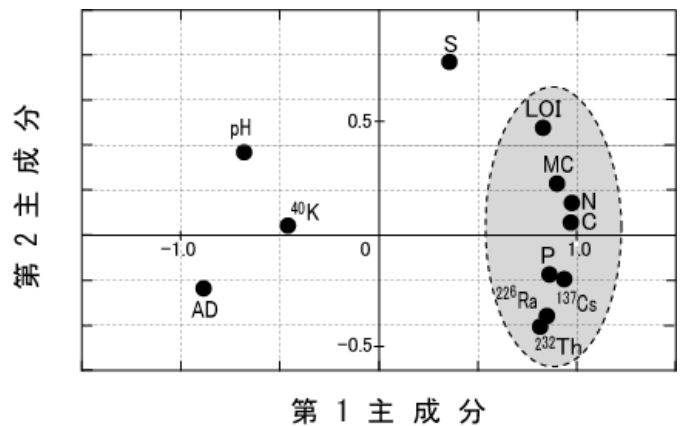 S
0.5
LOI
pH
MC
N
⁴⁰K
C
−1.0
0
1.0
P
²²⁶Ra
¹³⁷Cs
AD
²³²Th
−0.5
第2主成分
第1主成分